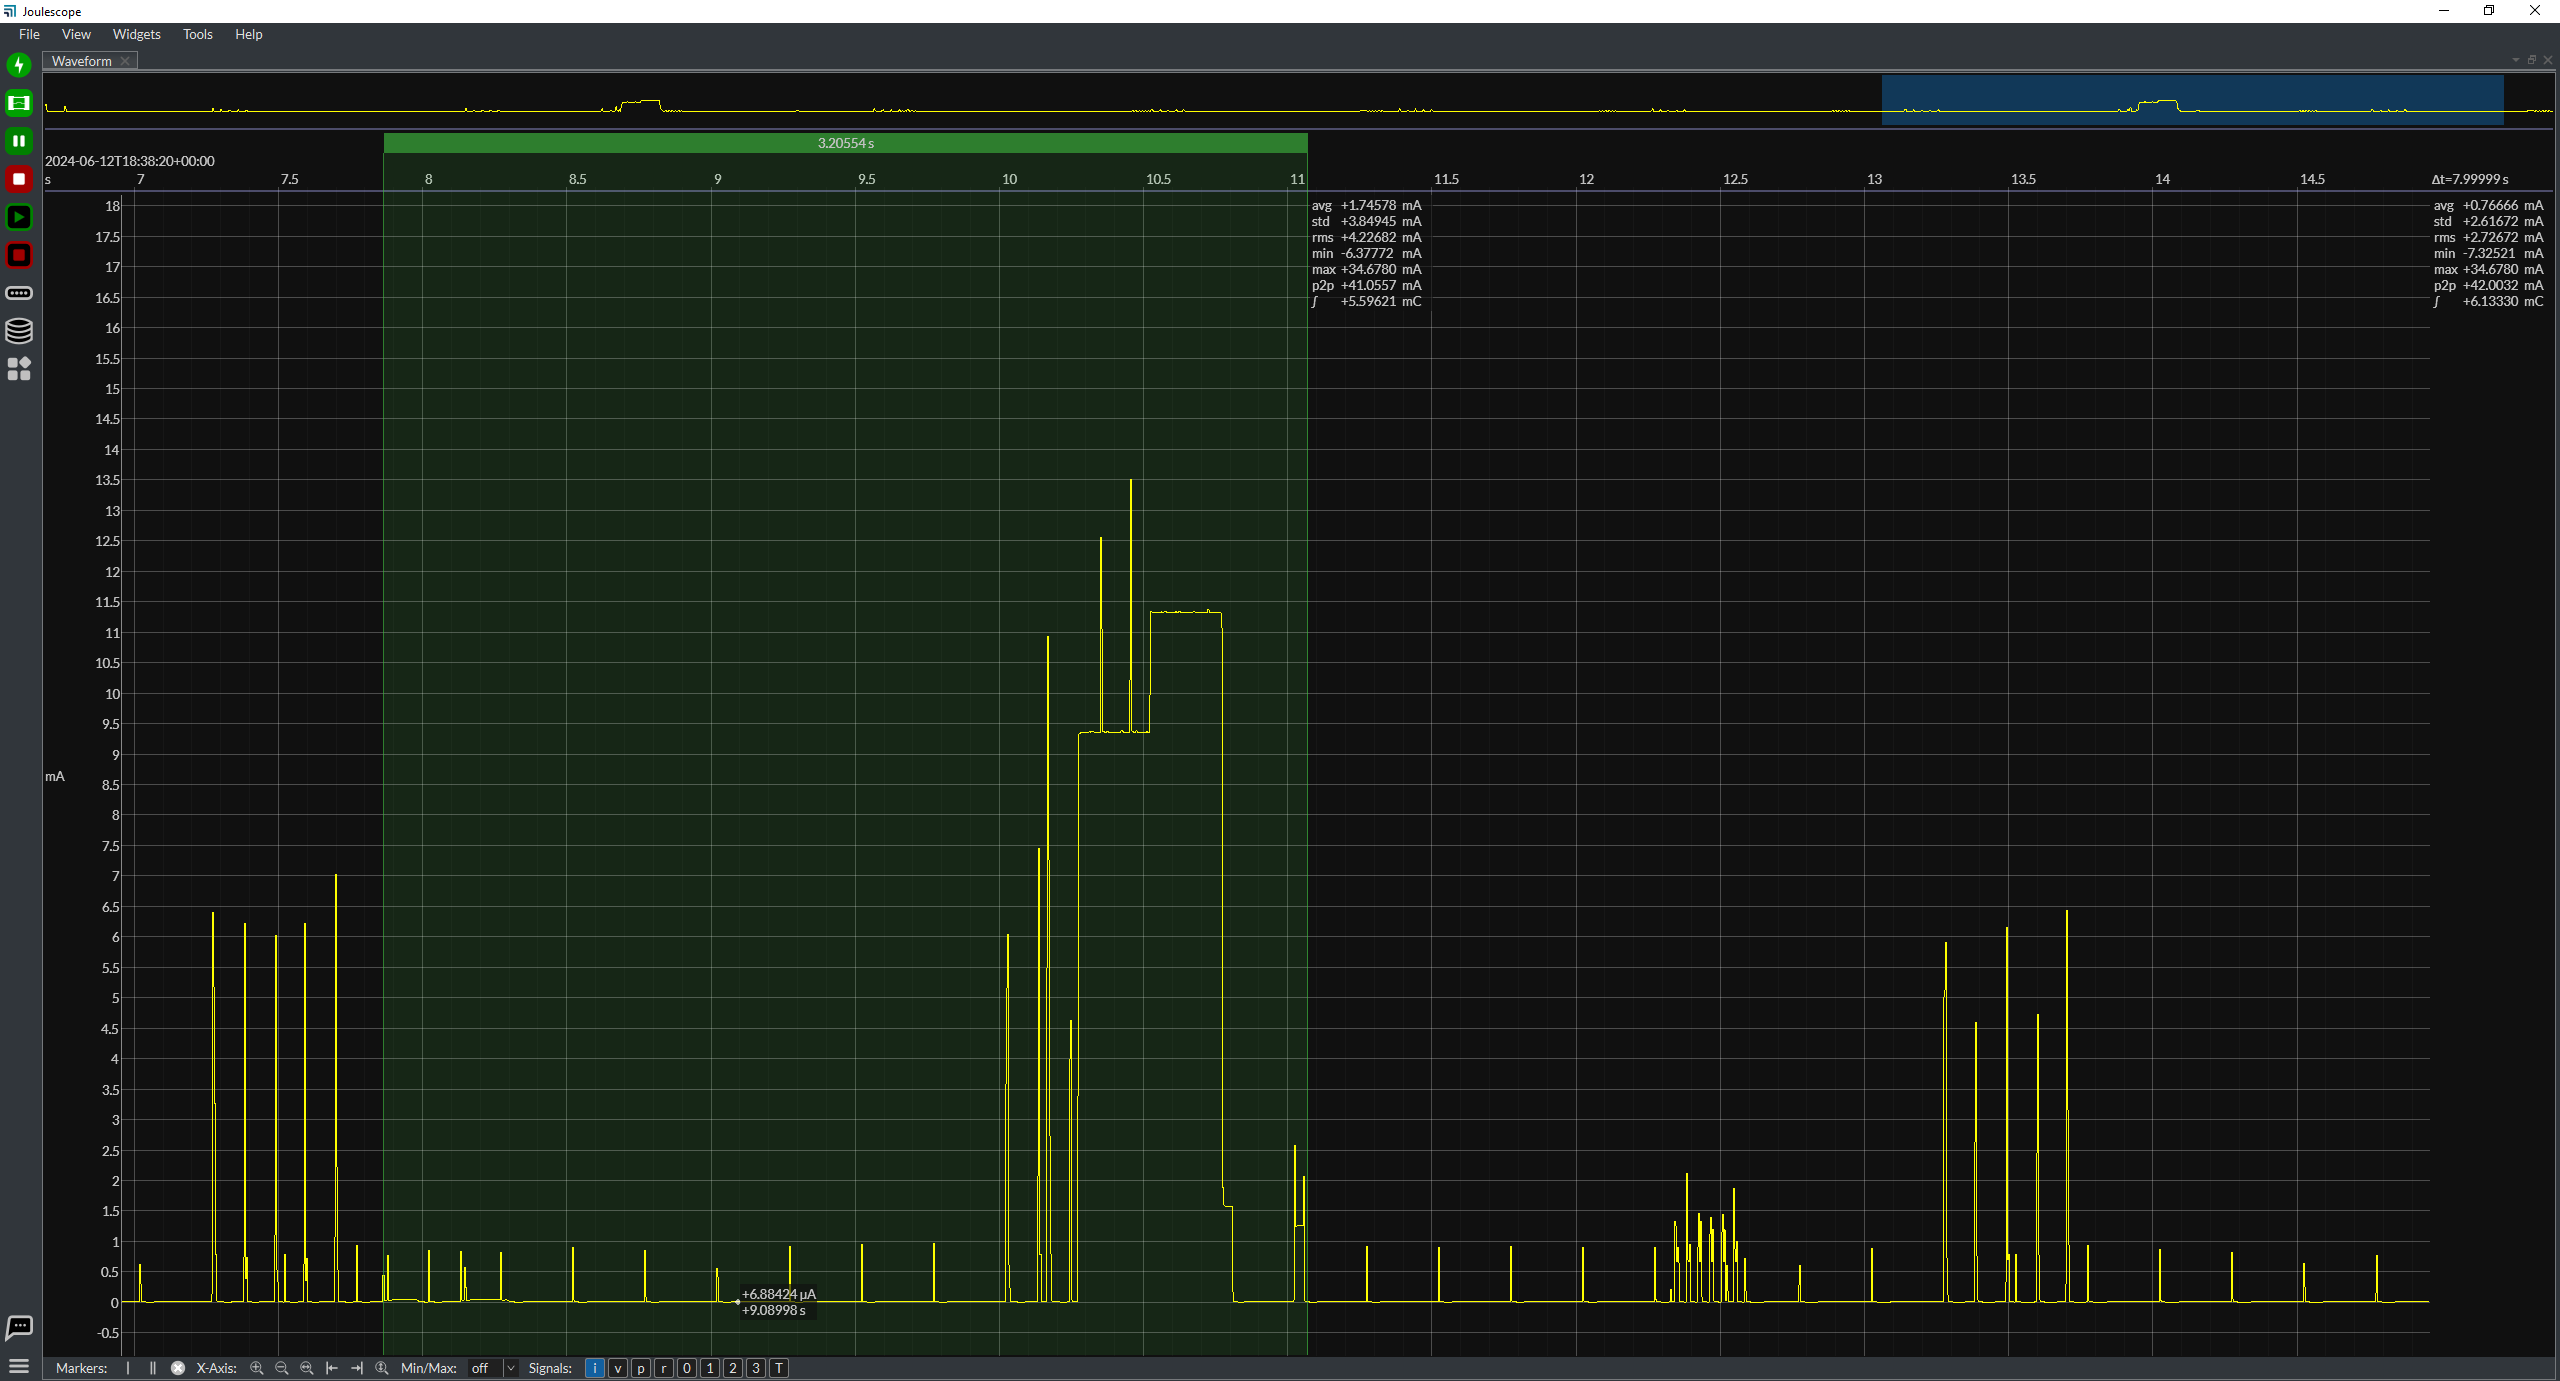 Joulescope
File View Widgets Tools Help
Waveform
3.20554 s
2024-06-12T18:38:20+00:00
s 7 7.5 8 8.5 9 9.5 10 10.5 11 11.5 12 12.5 13 13.5 14 14.5 Δt=7.99999 s
18
17.5
17
16.5
16
15.5
15
14.5
14
13.5
13
12.5
12
11.5
11
10.5
10
9.5
9
mA
8.5
8
7.5
7
6.5
6
5.5
5
4.5
4
3.5
3
2.5
2
1.5
1
0.5
0
-0.5
avg +1.74578 mA
std +3.84945 mA
rms +4.22682 mA
min -6.37772 mA
max +34.6780 mA
p2p +41.0557 mA
∫ +5.59621 mC
avg +0.76666 mA
std +2.61672 mA
rms +2.72672 mA
min -7.32521 mA
max +34.6780 mA
p2p +42.0032 mA
∫ +6.13330 mC
+6.88424 µA
+9.08998 s
Markers: X-Axis: Min/Max: off Signals: i v p r 0 1 2 3 T